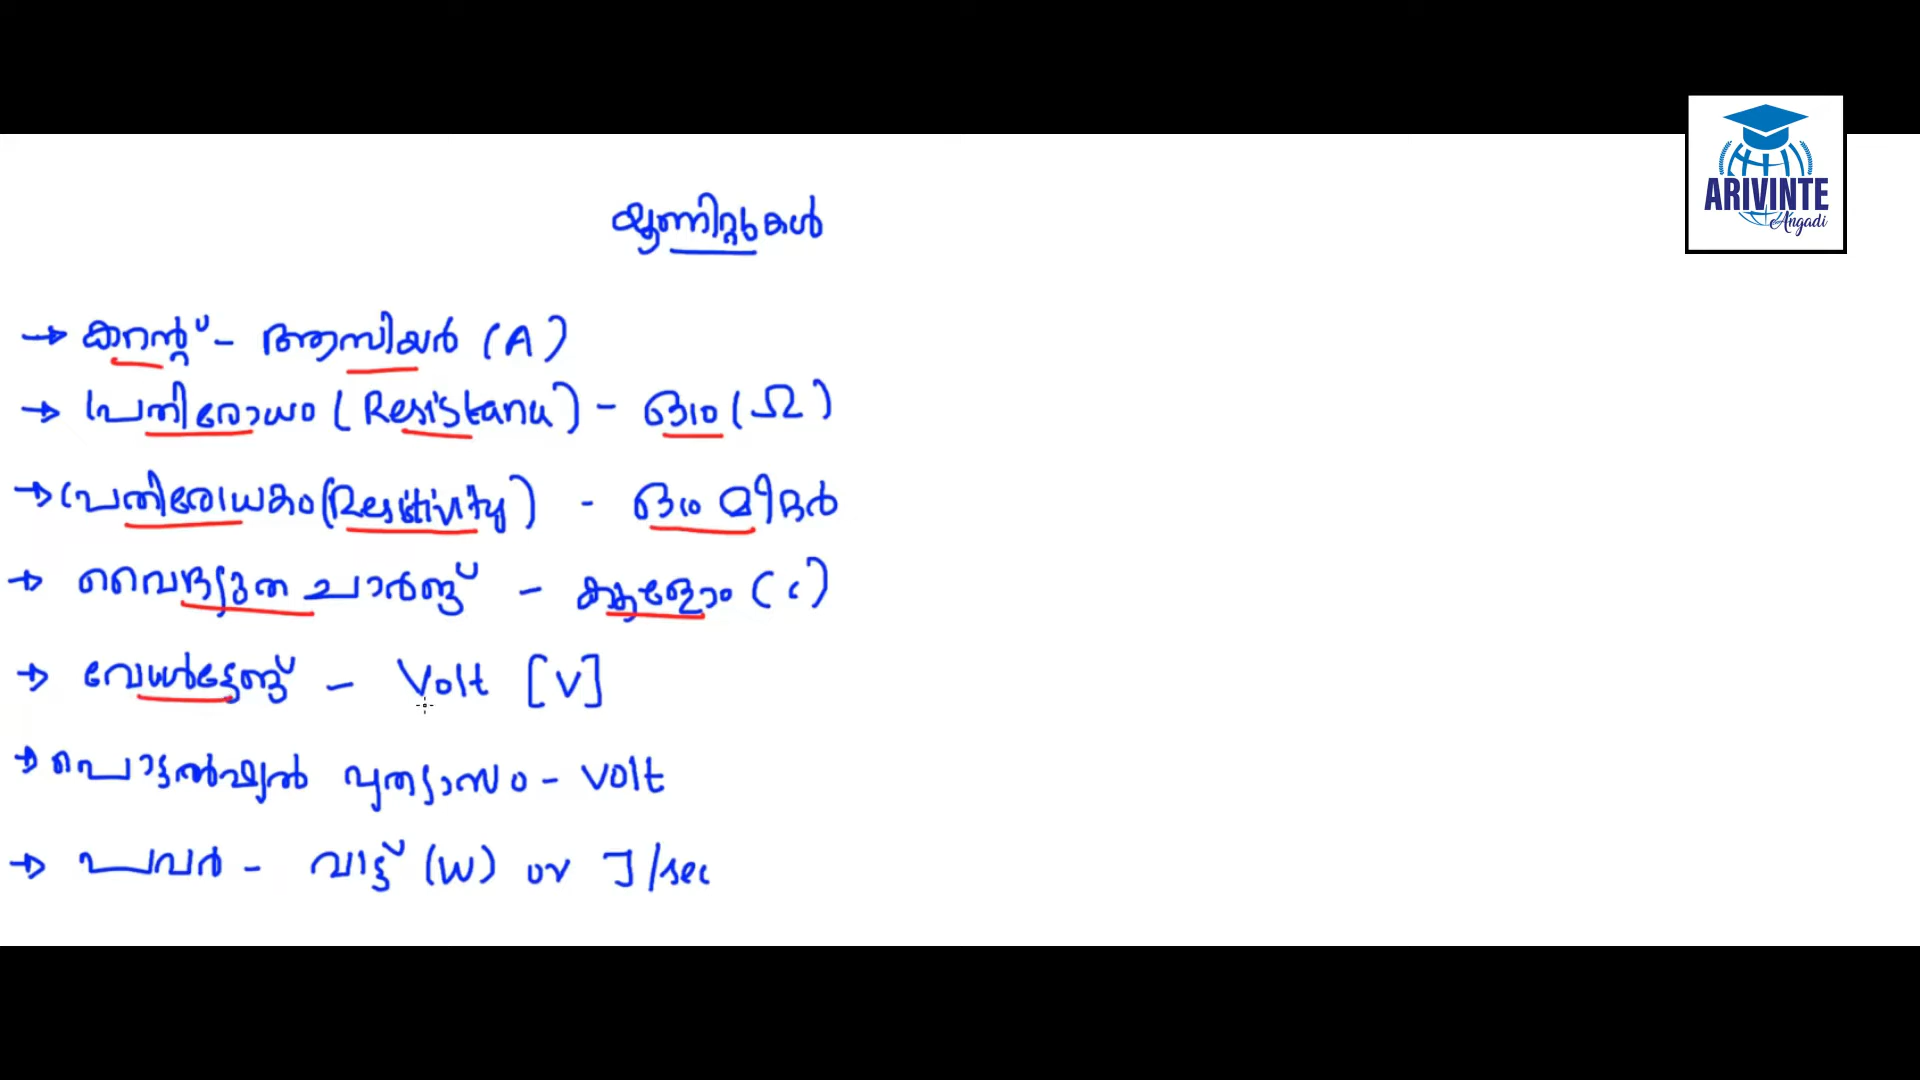 ARIVINTE
Angadi
യൂണിറ്റുകൾ
→ കറന്റ് - ആമ്പിയർ (A)
→ പ്രതിരോധം (Resistance) - ഓം (Ω)
→ പ്രതിരോധകം (Resistivity) - ഓം മീറ്റർ
→ വൈദ്യുത ചാർജ്ജ് - കൂളോം (C)
→ വോൾട്ടേജ് - Volt [V]
→ പൊട്ടൻഷ്യൽ വ്യത്യാസം - volt
→ പവർ - വാട്ട് (W) or J/sec